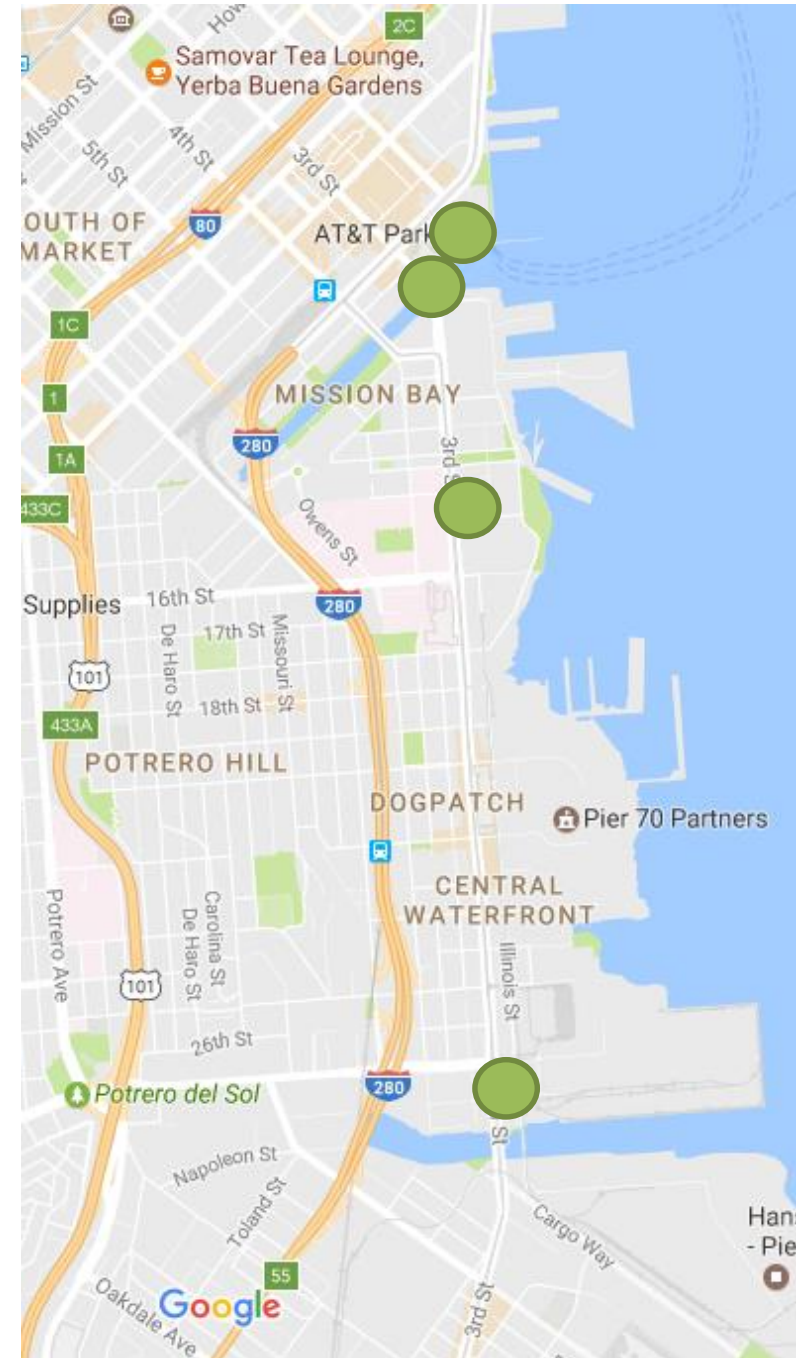 How
2C
Samovar Tea Lounge,
Yerba Buena Gardens
Mission St
5th St
4th St
3rd St
80
OUTH OF
MARKET
AT&T Park
1C
1
1A
433C
MISSION BAY
280
3rd S
Owens St
Supplies
16th St
280
17th St
De Haro St
Missouri St
101
18th St
433A
POTRERO HILL
DOGPATCH
Pier 70 Partners
CENTRAL
WATERFRONT
Potrero Ave
Carolina St
De Haro St
Illinois St
101
26th St
Potrero del Sol
280
St
Napoleon St
Toland St
Cargo Way
Hans
- Pie
55
Google
Oakdale Ave
3rd St